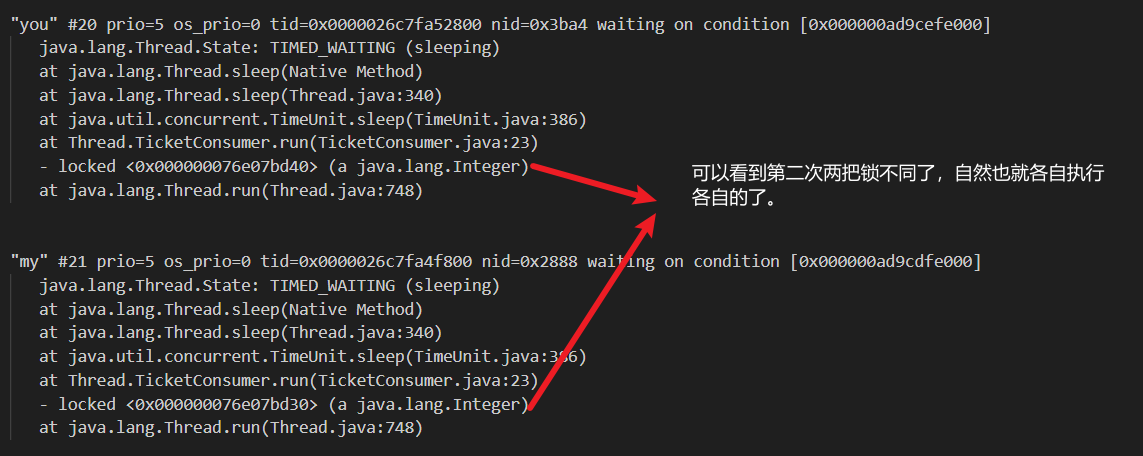 "you" #20 prio=5 os_prio=0 tid=0x0000026c7fa52800 nid=0x3ba4 waiting on condition [0x000000ad9cefe000]
java.lang.Thread.State: TIMED_WAITING (sleeping)
at java.lang.Thread.sleep(Native Method)
at java.lang.Thread.sleep(Thread.java:340)
at java.util.concurrent.TimeUnit.sleep(TimeUnit.java:386)
at Thread.TicketConsumer.run(TicketConsumer.java:23)
- locked <0x000000076e07bd40> (a java.lang.Integer)
at java.lang.Thread.run(Thread.java:748)
可以看到第二次两把锁不同了，自然也就各自执行
各自的了。
"my" #21 prio=5 os_prio=0 tid=0x0000026c7fa4f800 nid=0x2888 waiting on condition [0x000000ad9cdfe000]
java.lang.Thread.State: TIMED_WAITING (sleeping)
at java.lang.Thread.sleep(Native Method)
at java.lang.Thread.sleep(Thread.java:340)
at java.util.concurrent.TimeUnit.sleep(TimeUnit.java:386)
at Thread.TicketConsumer.run(TicketConsumer.java:23)
- locked <0x000000076e07bd30> (a java.lang.Integer)
at java.lang.Thread.run(Thread.java:748)